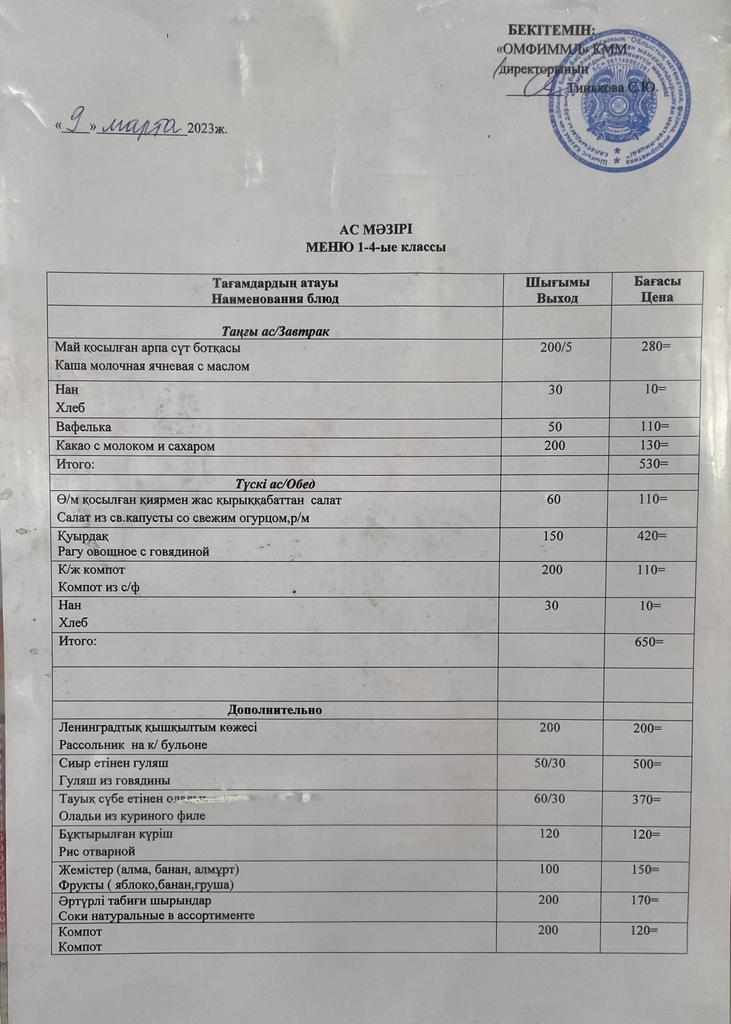 БЕКІТЕМІН:
«ОМФИММЛ» КММ
директорының
Тинькова С.Ю.
« 9 » марта 2023ж.
АС МӘЗІРІ
МЕНЮ 1-4-ые классы
Тағамдардың атауы Шығымы Бағасы
Наименования блюд Выход Цена
Таңғы ас/Завтрак
Май қосылған арпа сүт ботқасы 200/5 280=
Каша молочная ячневая с маслом
Нан 30 10=
Хлеб
Вафелька 50 110=
Какао с молоком и сахаром 200 130=
Итого: 530=
Түскі ас/Обед
Ө/м қосылған қиярмен жас қырыққабаттан салат 60 110=
Салат из св.капусты со свежим огурцом,р/м
Қуырдақ 150 420=
Рагу овощное с говядиной
К/ж компот 200 110=
Компот из с/ф
Нан 30 10=
Хлеб
Итого: 650=
Дополнительно
Ленинградтық қышқылтым көжесі 200 200=
Рассольник на к/ бульоне
Сиыр етінен гуляш 50/30 500=
Гуляш из говядины
Тауық сүбе етінен 60/30 370=
Оладьи из куриного филе
Бұқтырылған күріш 120 120=
Рис отварной
Жемістер (алма, банан, алмұрт) 100 150=
Фрукты ( яблоко,банан,груша)
Әртүрлі табиғи шырындар 200 170=
Соки натуральные в ассортименте
Компот 200 120=
Компот